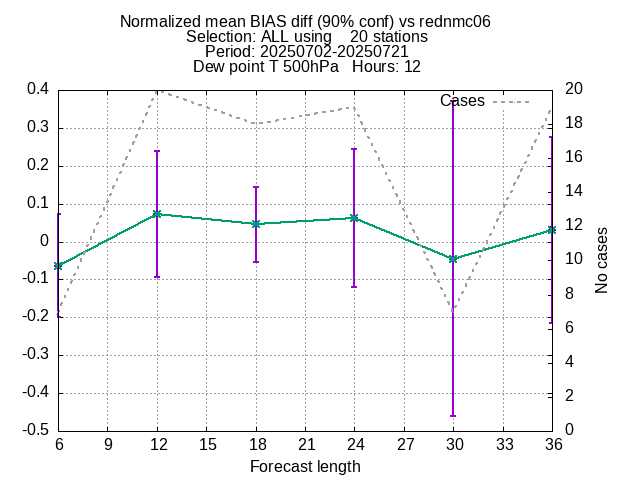 Normalized mean BIAS diff (90% conf) vs rednmc06
Selection: ALL using    20 stations
Period: 20250702-20250721
Dew point T 500hPa   Hours: 12
Cases
0.4
0.3
0.2
0.1
0
-0.1
-0.2
-0.3
-0.4
-0.5
20
18
16
14
12
10
8
6
4
2
0
No cases
6 9 12 15 18 21 24 27 30 33 36
Forecast length